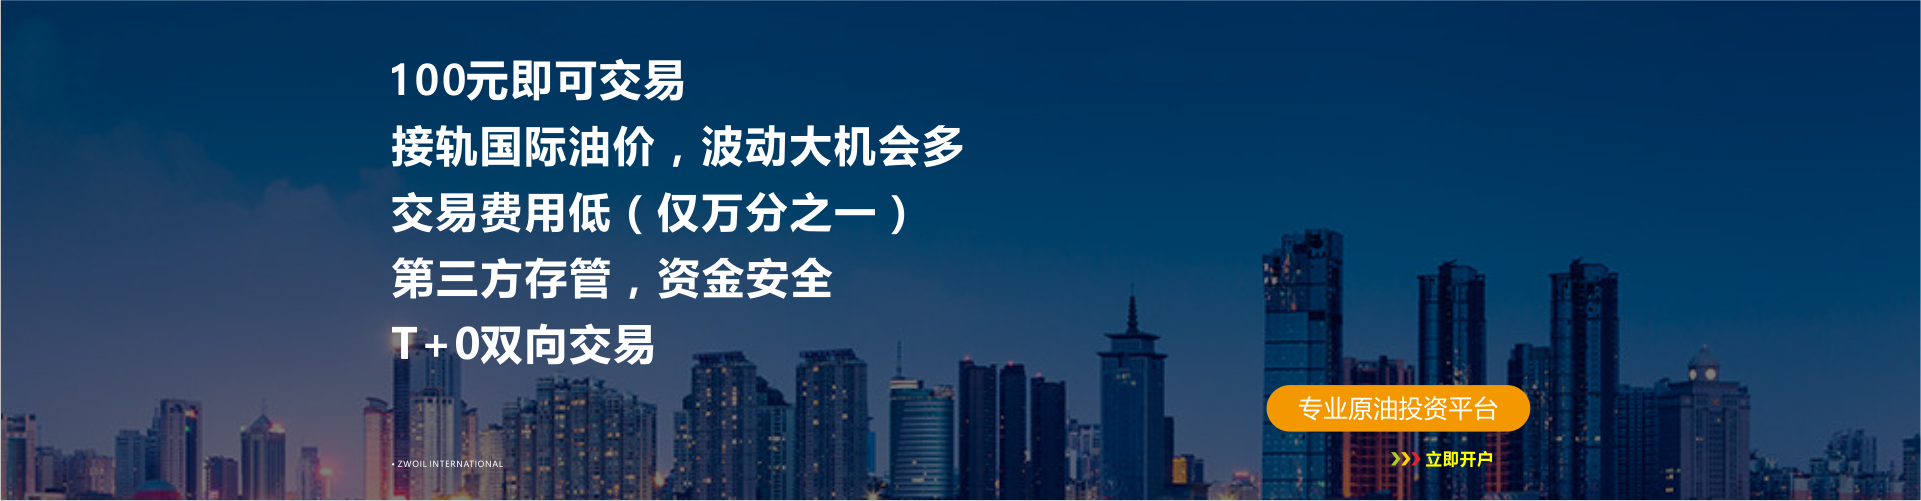 100元即可交易
接轨国际油价，波动大机会多
交易费用低（仅万分之一）
第三方存管，资金安全
T+0双向交易
专业原油投资平台
立即开户
• ZWOIL INTERNATIONAL